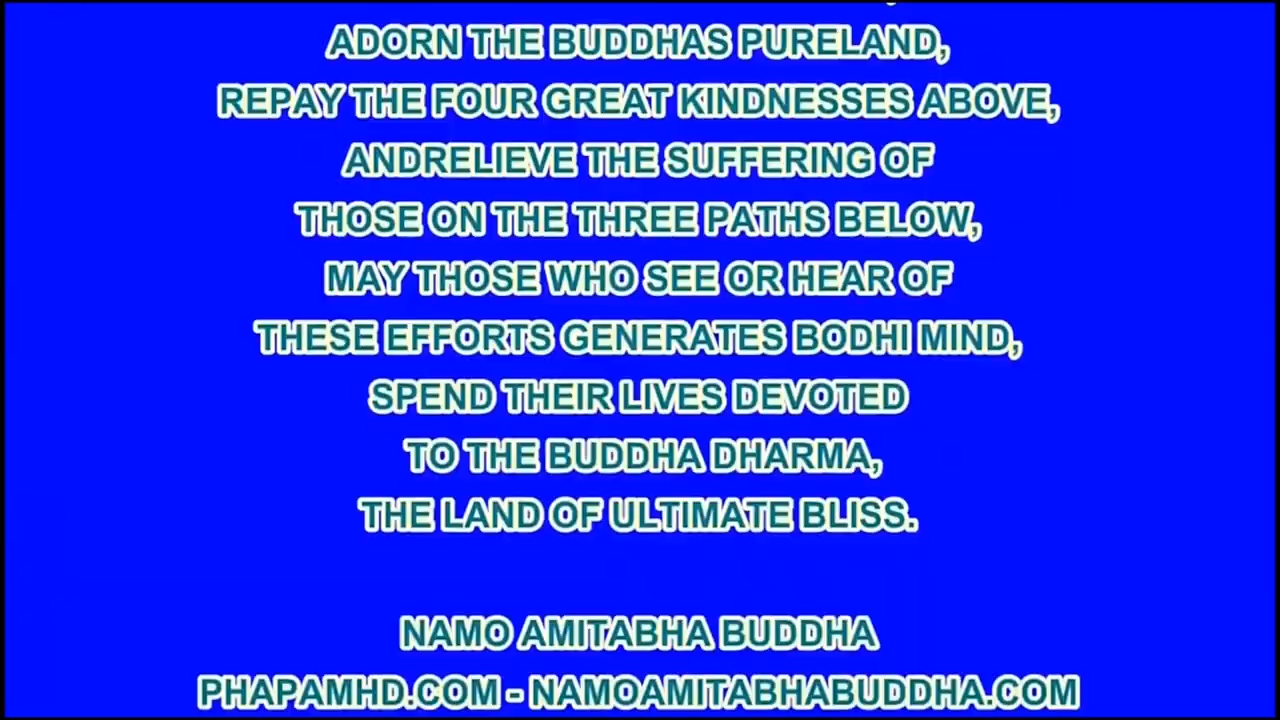 ADORN THE BUDDHAS PURELAND,
REPAY THE FOUR GREAT KINDNESSES ABOVE,
ANDRELIEVE THE SUFFERING OF
THOSE ON THE THREE PATHS BELOW,
MAY THOSE WHO SEE OR HEAR OF
THESE EFFORTS GENERATES BODHI MIND,
SPEND THEIR LIVES DEVOTED
TO THE BUDDHA DHARMA,
THE LAND OF ULTIMATE BLISS.
NAMO AMITABHA BUDDHA
PHAPAMHD.COM - NAMOAMITABHABUDDHA.COM